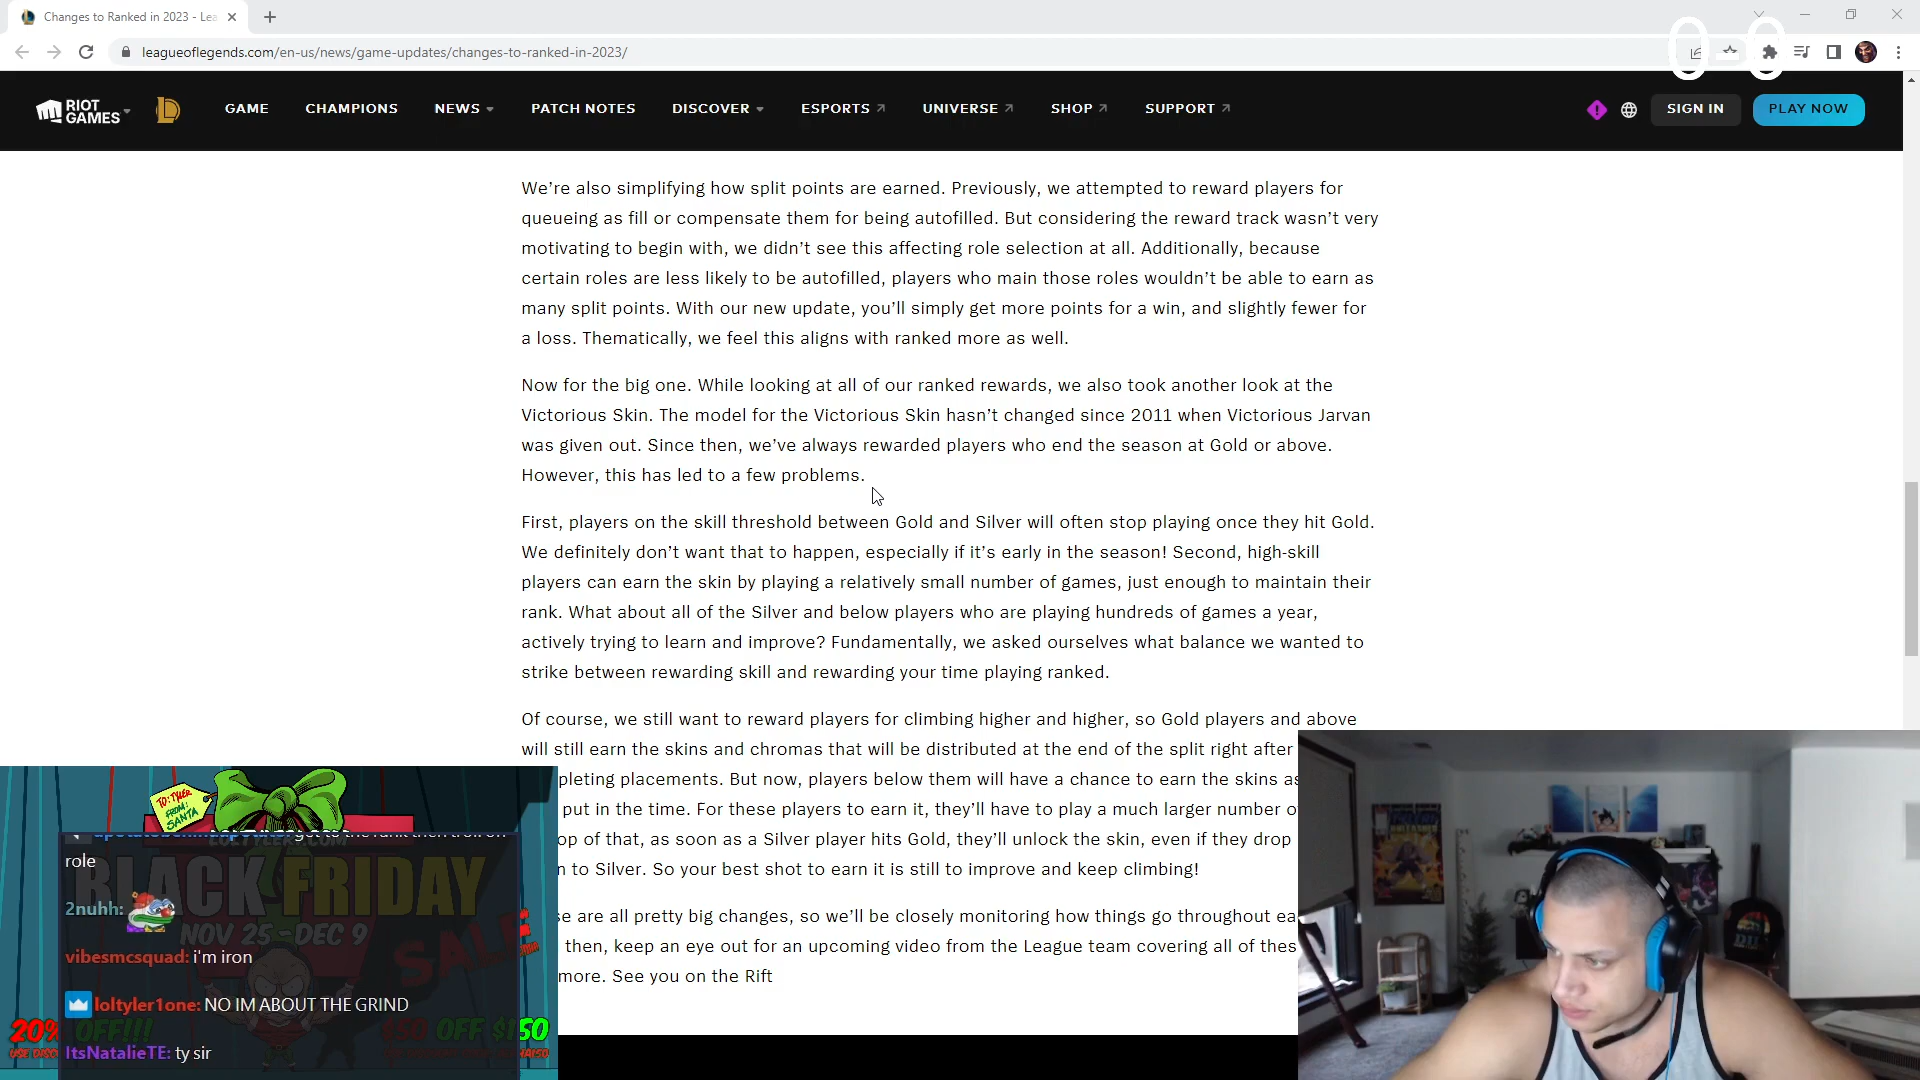 Changes to Ranked in 2023 - Lea
leagueoflegends.com/en-us/news/game-updates/changes-to-ranked-in-2023/
RIOT GAMES
GAME CHAMPIONS NEWS PATCH NOTES DISCOVER ESPORTS UNIVERSE SHOP SUPPORT SIGN IN PLAY NOW
We’re also simplifying how split points are earned. Previously, we attempted to reward players for
queueing as fill or compensate them for being autofilled. But considering the reward track wasn’t very
motivating to begin with, we didn’t see this affecting role selection at all. Additionally, because
certain roles are less likely to be autofilled, players who main those roles wouldn’t be able to earn as
many split points. With our new update, you’ll simply get more points for a win, and slightly fewer for
a loss. Thematically, we feel this aligns with ranked more as well.
Now for the big one. While looking at all of our ranked rewards, we also took another look at the
Victorious Skin. The model for the Victorious Skin hasn’t changed since 2011 when Victorious Jarvan
was given out. Since then, we’ve always rewarded players who end the season at Gold or above.
However, this has led to a few problems.
First, players on the skill threshold between Gold and Silver will often stop playing once they hit Gold.
We definitely don’t want that to happen, especially if it’s early in the season! Second, high-skill
players can earn the skin by playing a relatively small number of games, just enough to maintain their
rank. What about all of the Silver and below players who are playing hundreds of games a year,
actively trying to learn and improve? Fundamentally, we asked ourselves what balance we wanted to
strike between rewarding skill and rewarding your time playing ranked.
Of course, we still want to reward players for climbing higher and higher, so Gold players and above
will still earn the skins and chromas that will be distributed at the end of the split right after
pleting placements. But now, players below them will have a chance to earn the skins as
put in the time. For these players to earn it, they’ll have to play a much larger number o
op of that, as soon as a Silver player hits Gold, they’ll unlock the skin, even if they drop
n to Silver. So your best shot to earn it is still to improve and keep climbing!
se are all pretty big changes, so we’ll be closely monitoring how things go throughout ea
then, keep an eye out for an upcoming video from the League team covering all of thes
more. See you on the Rift
TO: TYLER
FROM: SANTA
LOLTYLER1.COM
role
BLACK FRIDAY
2nuhh:
NOV 25 - DEC 9
SALE
vibesmcsquad: i'm iron
loltyler1one: NO IM ABOUT THE GRIND
20% OFF!!! $50 OFF $150
ItsNatalieTE: ty sir